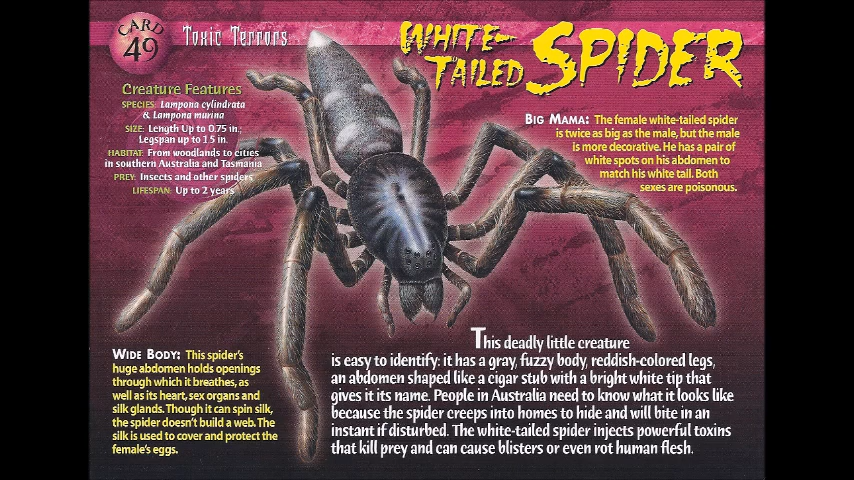 CARD
49
Toxic Terrors
WHITE-
TAILED SPIDER
Creature Features
SPECIES: Lampona cylindrata
& Lampona murina
SIZE: Length Up to 0.75 in.;
Legspan up to 1.5 in.
HABITAT: From woodlands to cities
in southern Australia and Tasmania
PREY: Insects and other spiders
LIFESPAN: Up to 2 years
BIG MAMA: The female white-tailed spider
is twice as big as the male, but the male
is more decorative. He has a pair of
white spots on his abdomen to
match his white tail. Both
sexes are poisonous.
WIDE BODY: This spider's
huge abdomen holds openings
through which it breathes, as
well as its heart, sex organs and
silk glands. Though it can spin silk,
the spider doesn't build a web. The
silk is used to cover and protect the
female's eggs.
This deadly little creature
is easy to identify: it has a gray, fuzzy body, reddish-colored legs,
an abdomen shaped like a cigar stub with a bright white tip that
gives it its name. People in Australia need to know what it looks like
because the spider creeps into homes to hide and will bite in an
instant if disturbed. The white-tailed spider injects powerful toxins
that kill prey and can cause blisters or even rot human flesh.